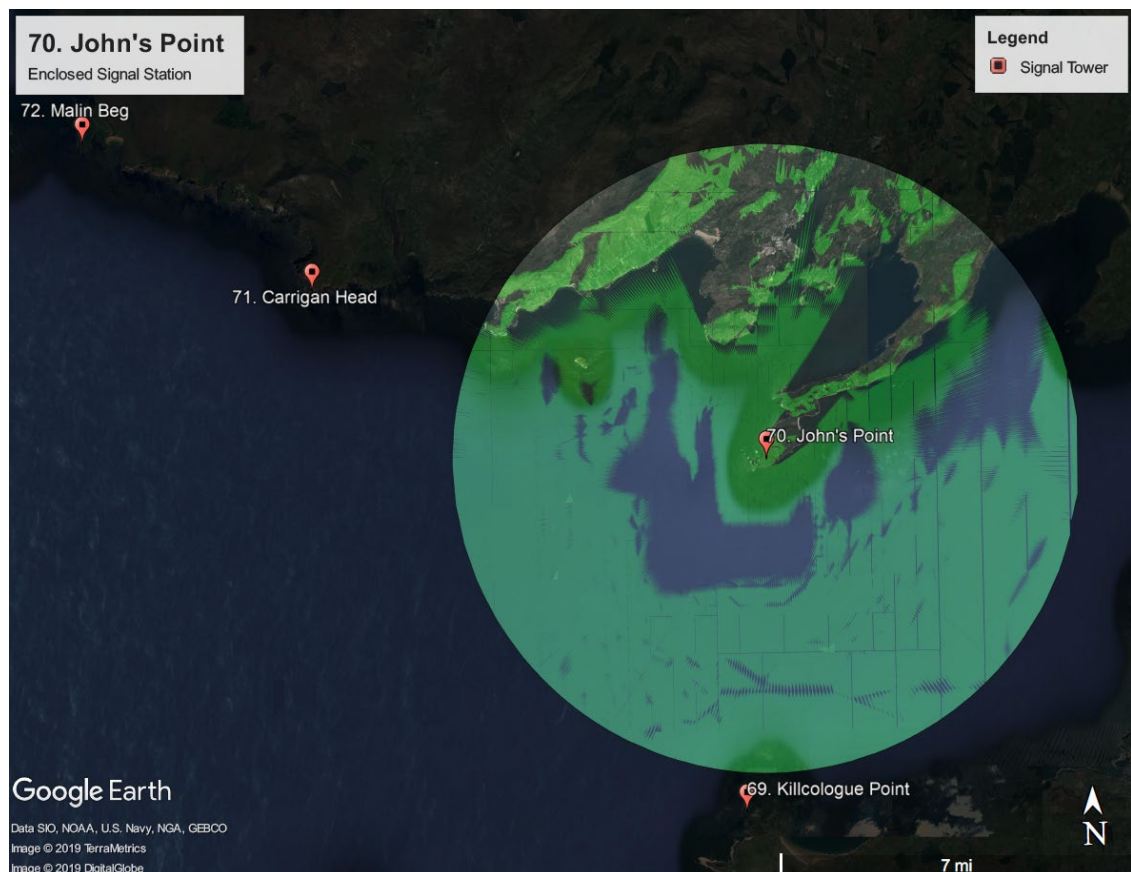 70. John's Point
Enclosed Signal Station
Legend
Signal Tower
72. Malin Beg
71. Carrigan Head
70. John's Point
69. Killcologue Point
Google Earth
Data SIO, NOAA, U.S. Navy, NGA, GEBCO
Image © 2019 TerraMetrics
Image © 2019 DigitalGlobe
N
7 mi